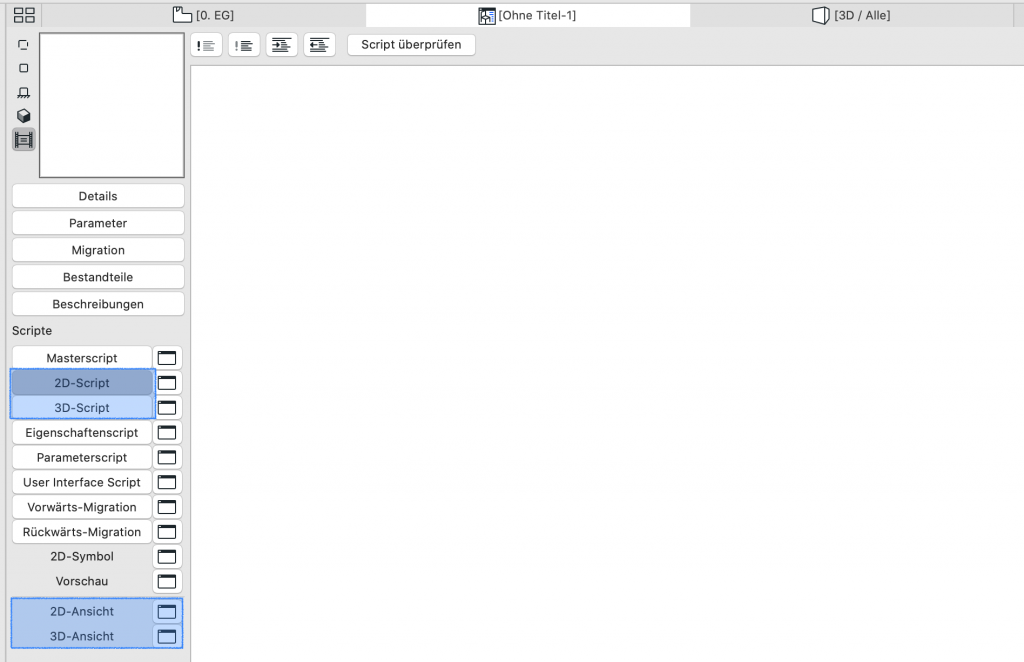 [0. EG]
[Ohne Titel-1]
[3D / Alle]
Script überprüfen
Details
Parameter
Migration
Bestandteile
Beschreibungen
Scripte
Masterscript
2D-Script
3D-Script
Eigenschaftenscript
Parameterscript
User Interface Script
Vorwärts-Migration
Rückwärts-Migration
2D-Symbol
Vorschau
2D-Ansicht
3D-Ansicht